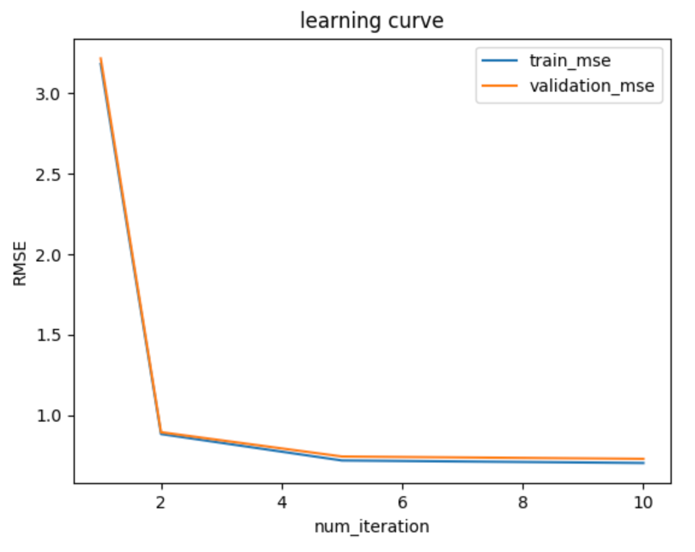 learning curve
train_mse
validation_mse
3.0
2.5
2.0
1.5
1.0
RMSE
2 4 6 8 10
num_iteration